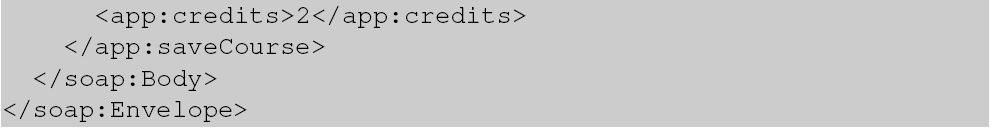 <app:credits>2</app:credits>
    </app:saveCourse>
  </soap:Body>
</soap:Envelope>